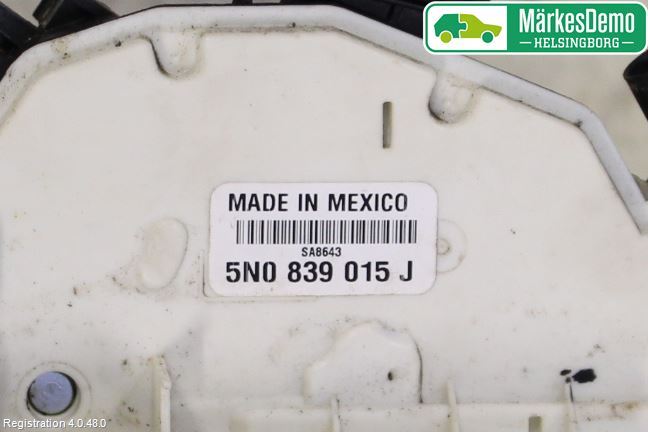 MärkesDemo
HELSINGBORG
MADE IN MEXICO
SA8643
5N0 839 015 J
Registration 4.0.48.0